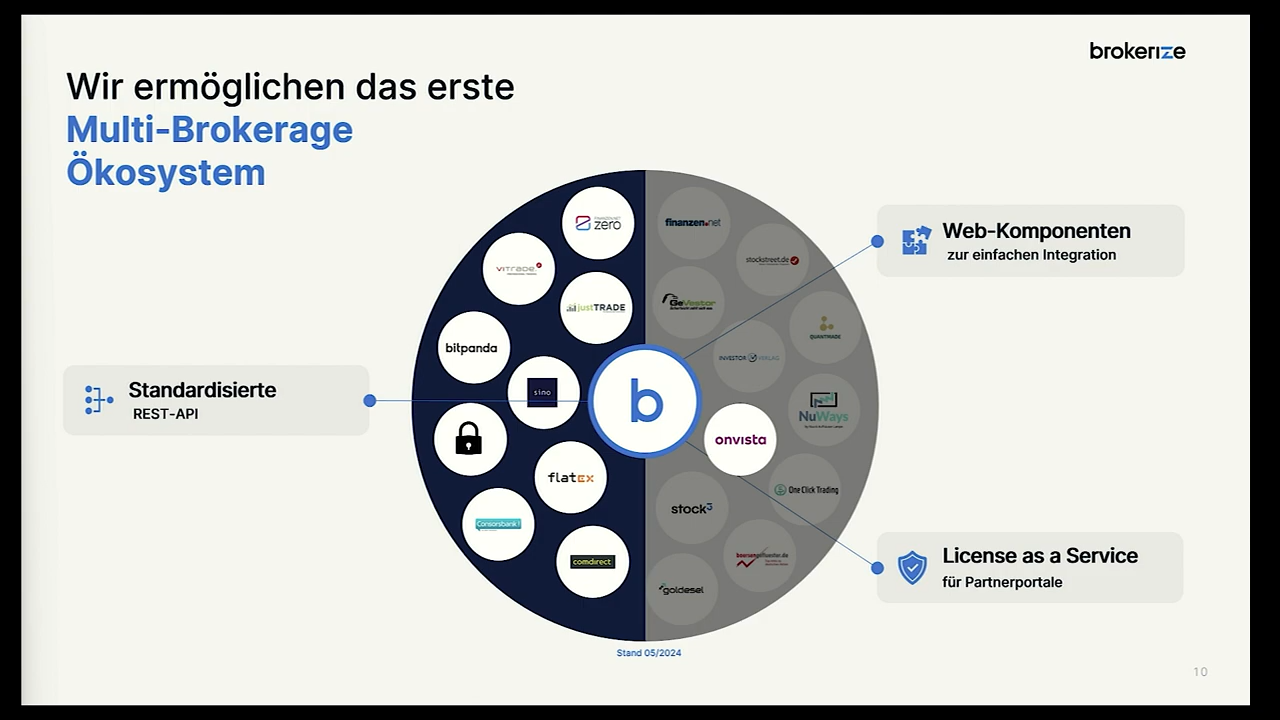 brokerize
Wir ermöglichen das erste
Multi-Brokerage
Ökosystem
zero
finanzen.net
stockstreet.de
VITRADE
justTRADE
GeVestor
QUANTRADE
bitpanda
INVESTOR VERLAG
sino
b
NuWays
onvista
flatex
One Click Trading
stock3
Consorsbank!
comdirect
goldesel
Web-Komponenten
zur einfachen Integration
Standardisierte
REST-API
License as a Service
für Partnerportale
Stand 05/2024
10